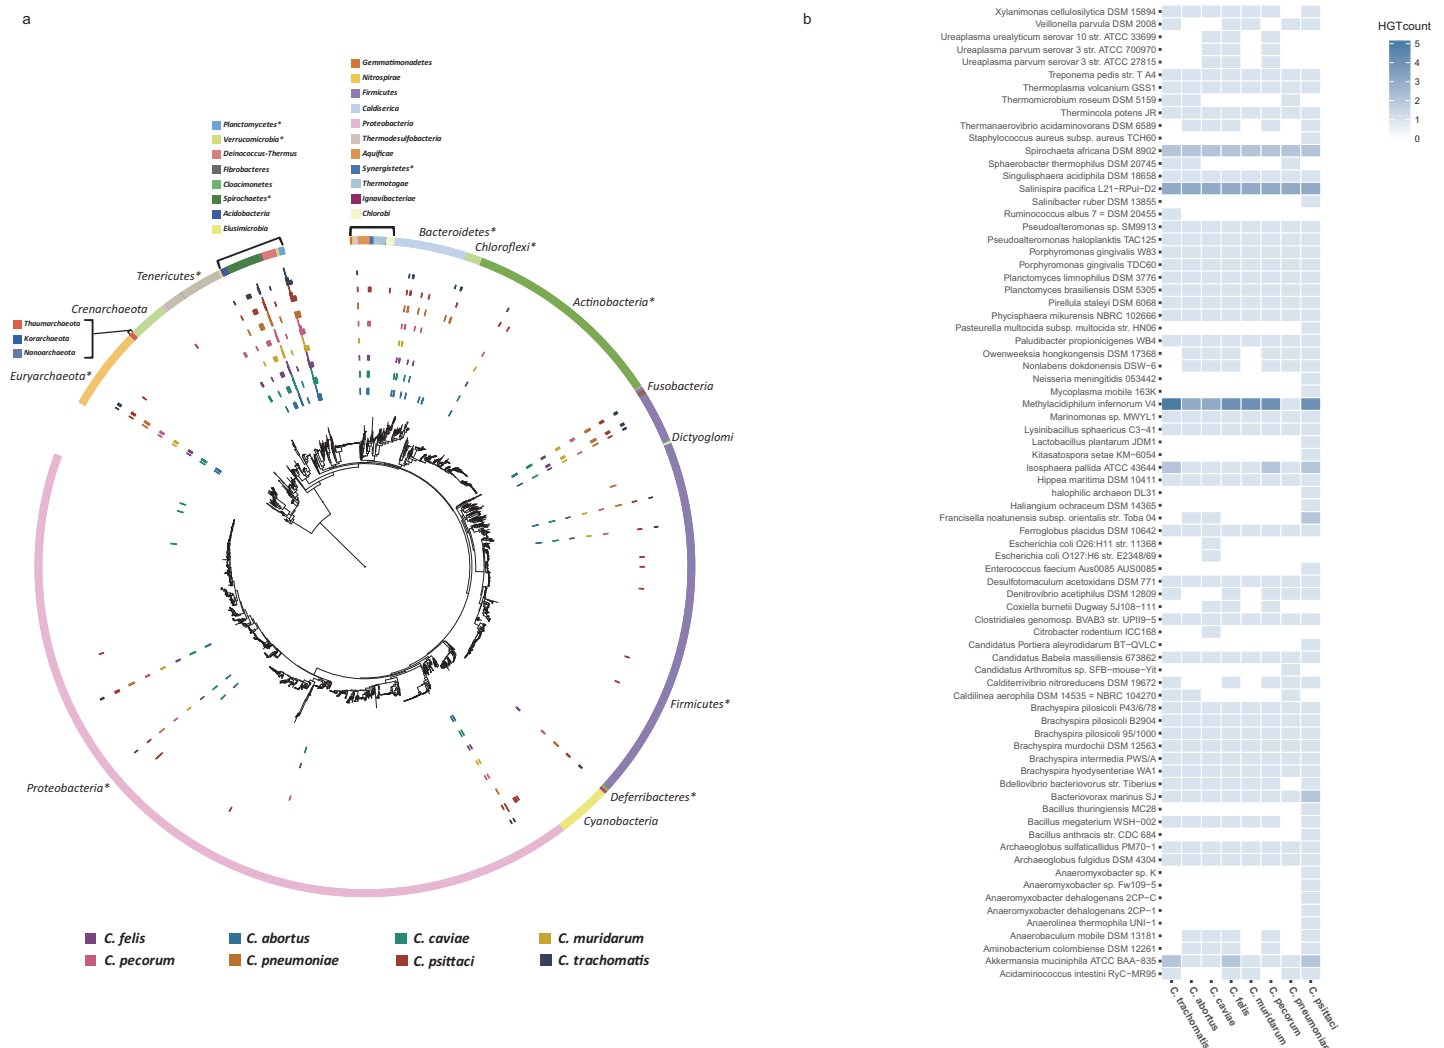 a
Gemmatimonadetes
Nitrospirae
Firmicutes
Caldiserica
Proteobacteria
Thermodesulfobacteria
Aquificae
Synergistetes*
Thermotogae
Ignavibacteriae
Chlorobi
Planctomycetes*
Verrucomicrobia*
Deinococcus-Thermus
Fibrobacteres
Cloacimonetes
Spirochaetes*
Acidobacteria
Elusimicrobia
Bacteroidetes*
Chloroflexi*
Actinobacteria*
Fusobacteria
Dictyoglomi
Firmicutes*
Deferribacteres*
Cyanobacteria
Proteobacteria*
Tenericutes*
Crenarchaeota
Thaumarchaeota
Korarchaeota
Nanoarchaeota
Euryarchaeota*
C. felis
C. abortus
C. caviae
C. muridarum
C. pecorum
C. pneumoniae
C. psittaci
C. trachomatis
b
Xylanimonas cellulosilytica DSM 15894
Veillonella parvula DSM 2008
Ureaplasma urealyticum serovar 10 str. ATCC 33699
Ureaplasma parvum serovar 3 str. ATCC 700970
Ureaplasma parvum serovar 3 str. ATCC 27815
Treponema pedis str. T A4
Thermoplasma volcanium GSS1
Thermomicrobium roseum DSM 5159
Thermincola potens JR
Thermanaerovibrio acidaminovorans DSM 6589
Staphylococcus aureus subsp. aureus TCH60
Spirochaeta africana DSM 8902
Sphaerobacter thermophilus DSM 20745
Singulisphaera acidiphila DSM 18658
Salinispira pacifica L21−RPul−D2
Salinibacter ruber DSM 13855
Ruminococcus albus 7 = DSM 20455
Pseudoalteromonas sp. SM9913
Pseudoalteromonas haloplanktis TAC125
Porphyromonas gingivalis W83
Porphyromonas gingivalis TDC60
Planctomyces limnophilus DSM 3776
Planctomyces brasiliensis DSM 5305
Pirellula staleyi DSM 6068
Phycisphaera mikurensis NBRC 102666
Pasteurella multocida subsp. multocida str. HN06
Paludibacter propionicigenes WB4
Owenweeksia hongkongensis DSM 17368
Nonlabens dokdonensis DSW−6
Neisseria meningitidis 053442
Mycoplasma mobile 163K
Methylacidiphilum infernorum V4
Marinomonas sp. MWYL1
Lysinibacillus sphaericus C3−41
Lactobacillus plantarum JDM1
Kitasatospora setae KM−6054
Isosphaera pallida ATCC 43644
Hippea maritima DSM 10411
halophilic archaeon DL31
Haliangium ochraceum DSM 14365
Francisella noatunensis subsp. orientalis str. Toba 04
Ferroglobus placidus DSM 10642
Escherichia coli O26:H11 str. 11368
Escherichia coli O127:H6 str. E2348/69
Enterococcus faecium Aus0085 AUS0085
Desulfotomaculum acetoxidans DSM 771
Denitrovibrio acetiphilus DSM 12809
Coxiella burnetii Dugway 5J108−111
Clostridiales genomosp. BVAB3 str. UPII9−5
Citrobacter rodentium ICC168
Candidatus Portiera aleyrodidarum BT−QVLC
Candidatus Babela massiliensis 673862
Candidatus Arthromitus sp. SFB−mouse−Yit
Calditerrivibrio nitroreducens DSM 19672
Caldilinea aerophila DSM 14535 = NBRC 104270
Brachyspira pilosicoli P43/6/78
Brachyspira pilosicoli B2904
Brachyspira pilosicoli 95/1000
Brachyspira murdochii DSM 12563
Brachyspira intermedia PWS/A
Brachyspira hyodysenteriae WA1
Bdellovibrio bacteriovorus str. Tiberius
Bacteriovorax marinus SJ
Bacillus thuringiensis MC28
Bacillus megaterium WSH−002
Bacillus anthracis str. CDC 684
Archaeoglobus sulfaticallidus PM70−1
Archaeoglobus fulgidus DSM 4304
Anaeromyxobacter sp. K
Anaeromyxobacter sp. Fw109−5
Anaeromyxobacter dehalogenans 2CP−C
Anaeromyxobacter dehalogenans 2CP−1
Anaerolinea thermophila UNI−1
Anaerobaculum mobile DSM 13181
Aminobacterium colombiense DSM 12261
Akkermansia muciniphila ATCC BAA−835
Acidaminococcus intestini RyC−MR95
C. trachomatis
C. abortus
C. caviae
C. felis
C. muridarum
C. pecorum
C. pneumoniae
C. psittaci
HGTcount
5
4
3
2
1
0